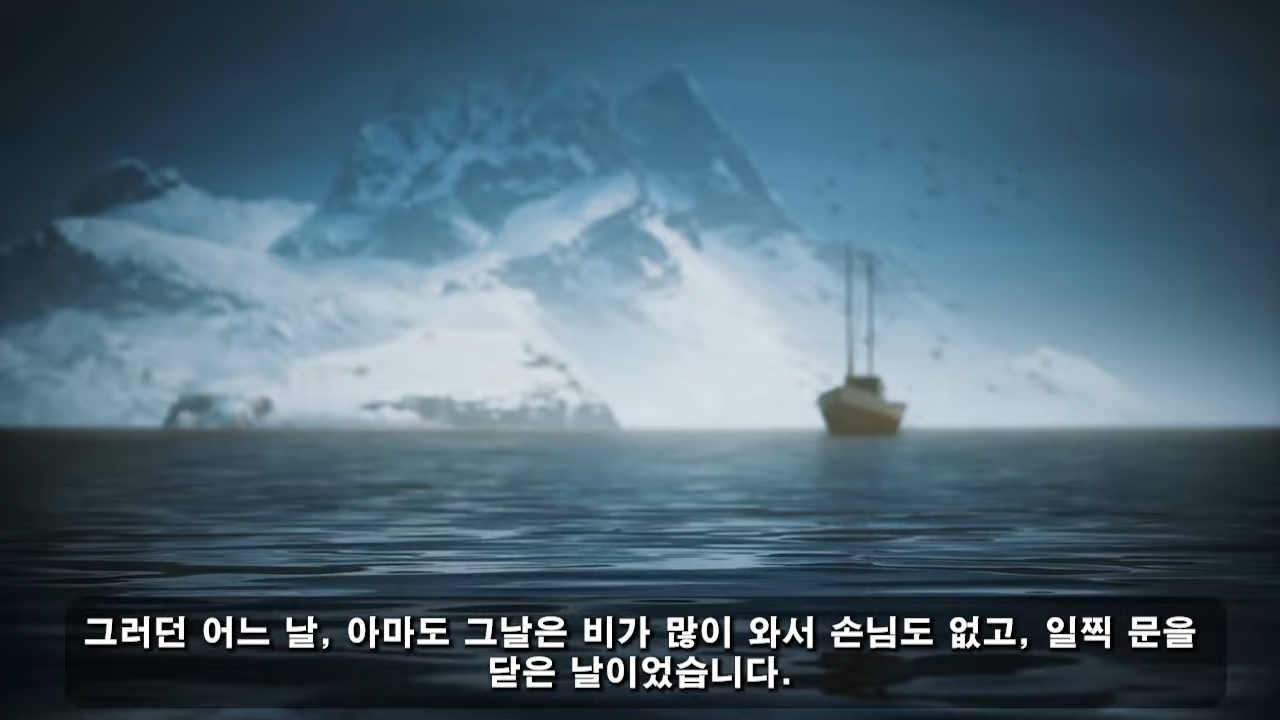 그러던 어느 날, 아마도 그날은 비가 많이 와서 손님도 없고, 일찍 문을
닫은 날이었습니다.